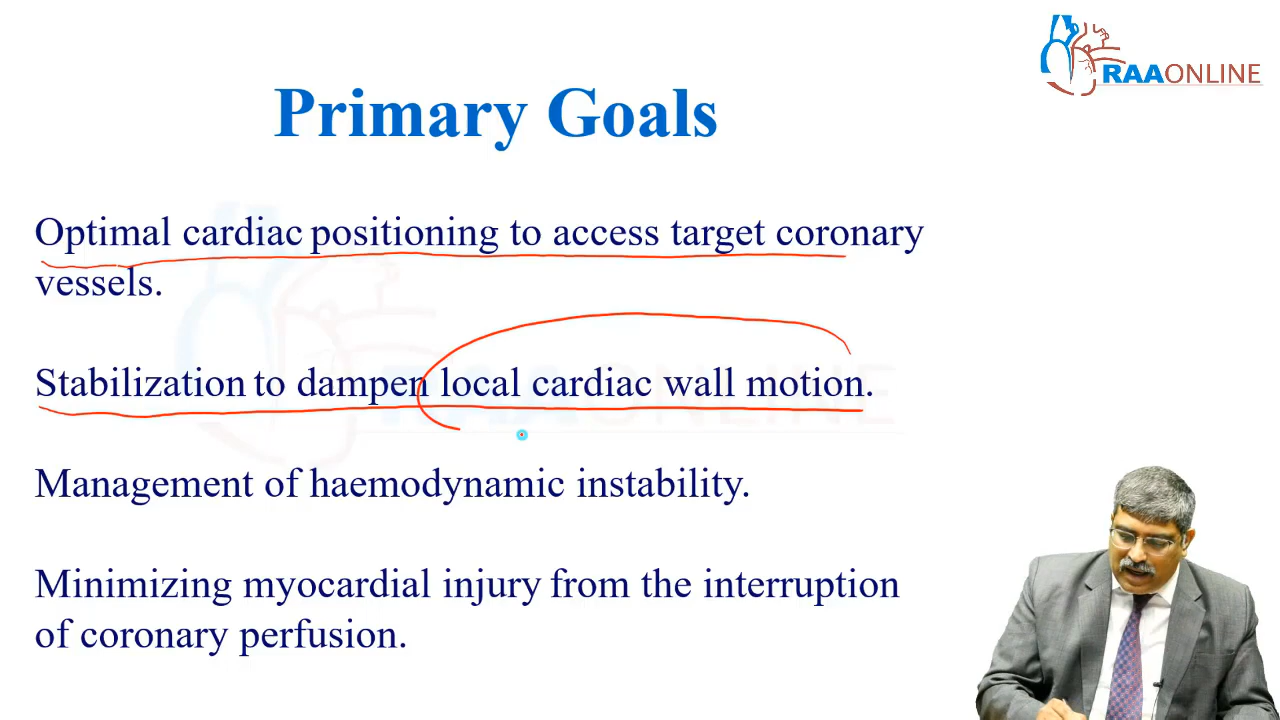 RAAONLINE
Primary Goals
Optimal cardiac positioning to access target coronary
vessels.
Stabilization to dampen local cardiac wall motion.
RAAONLINE
Management of haemodynamic instability.
Minimizing myocardial injury from the interruption
of coronary perfusion.